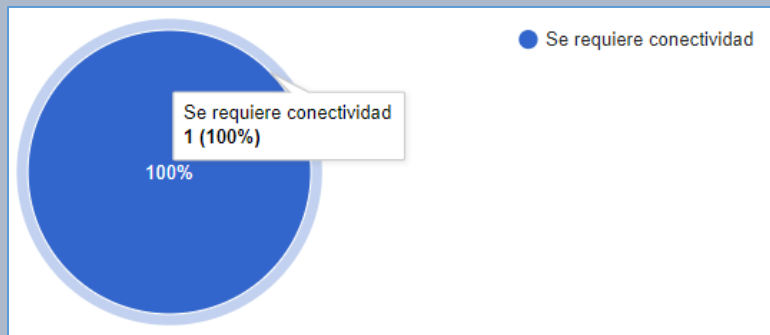 Se requiere conectividad
Se requiere conectividad
1 (100%)
100%